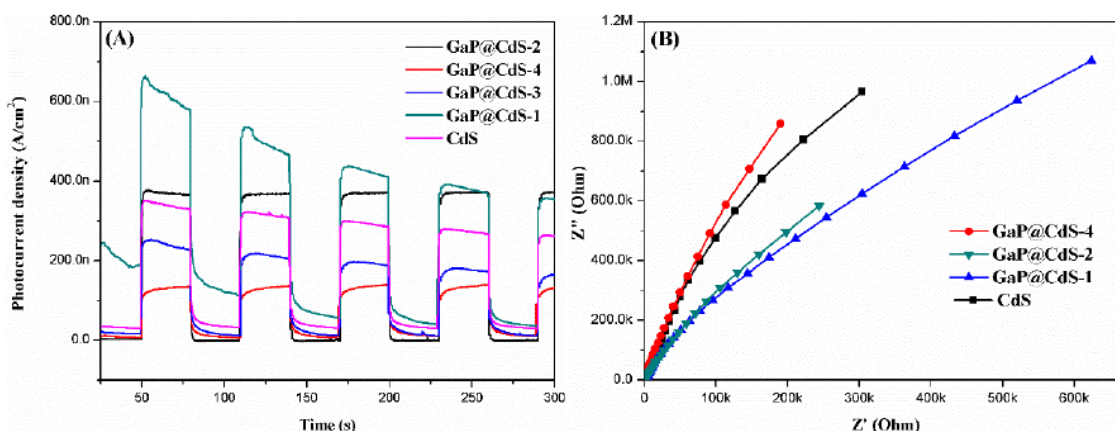 (A)
800.0n
600.0n
400.0n
200.0n
0.0
50
100
150
200
250
300
Photocurrent density (A/cm²)
Time (s)
GaP@CdS-2
GaP@CdS-4
GaP@CdS-3
GaP@CdS-1
CdS
(B)
1.2M
1.0M
800.0k
600.0k
400.0k
200.0k
0.0
0
100k
200k
300k
400k
500k
600k
Z'' (Ohm)
Z' (Ohm)
GaP@CdS-4
GaP@CdS-2
GaP@CdS-1
CdS